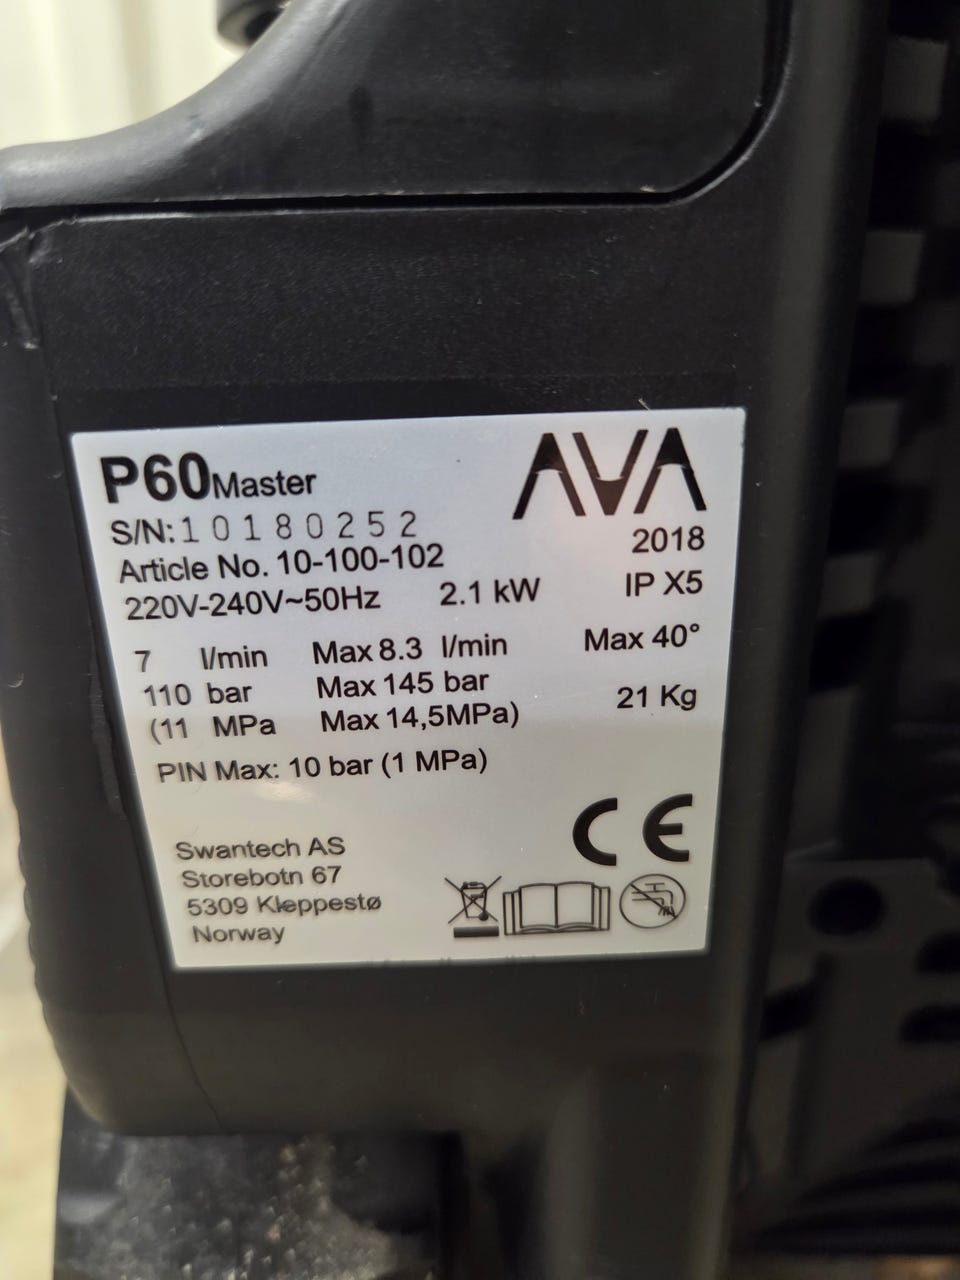 P60Master
AVA
S/N:10180252
2018
Article No. 10-100-102
220V-240V~50Hz 2.1 kW
IP X5
7 l/min Max 8.3 l/min
Max 40°
110 bar Max 145 bar
21 Kg
(11 MPa Max 14,5MPa)
PIN Max: 10 bar (1 MPa)
CE
Swantech AS
Storebotn 67
5309 Kleppestø
Norway